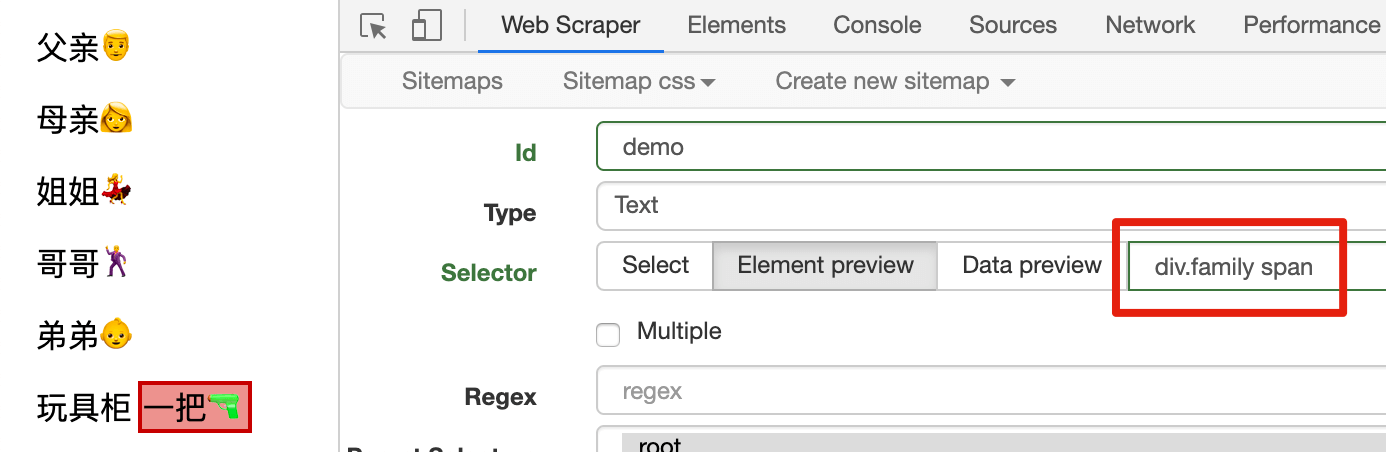 父亲👨
母亲👩
姐姐💃
哥哥🕺
弟弟👶
玩具柜 一把🔫
Web Scraper Elements Console Sources Network Performance
Sitemaps Sitemap css Create new sitemap
Id demo
Type Text
Selector Select Element preview Data preview div.family span
Multiple
Regex regex
root